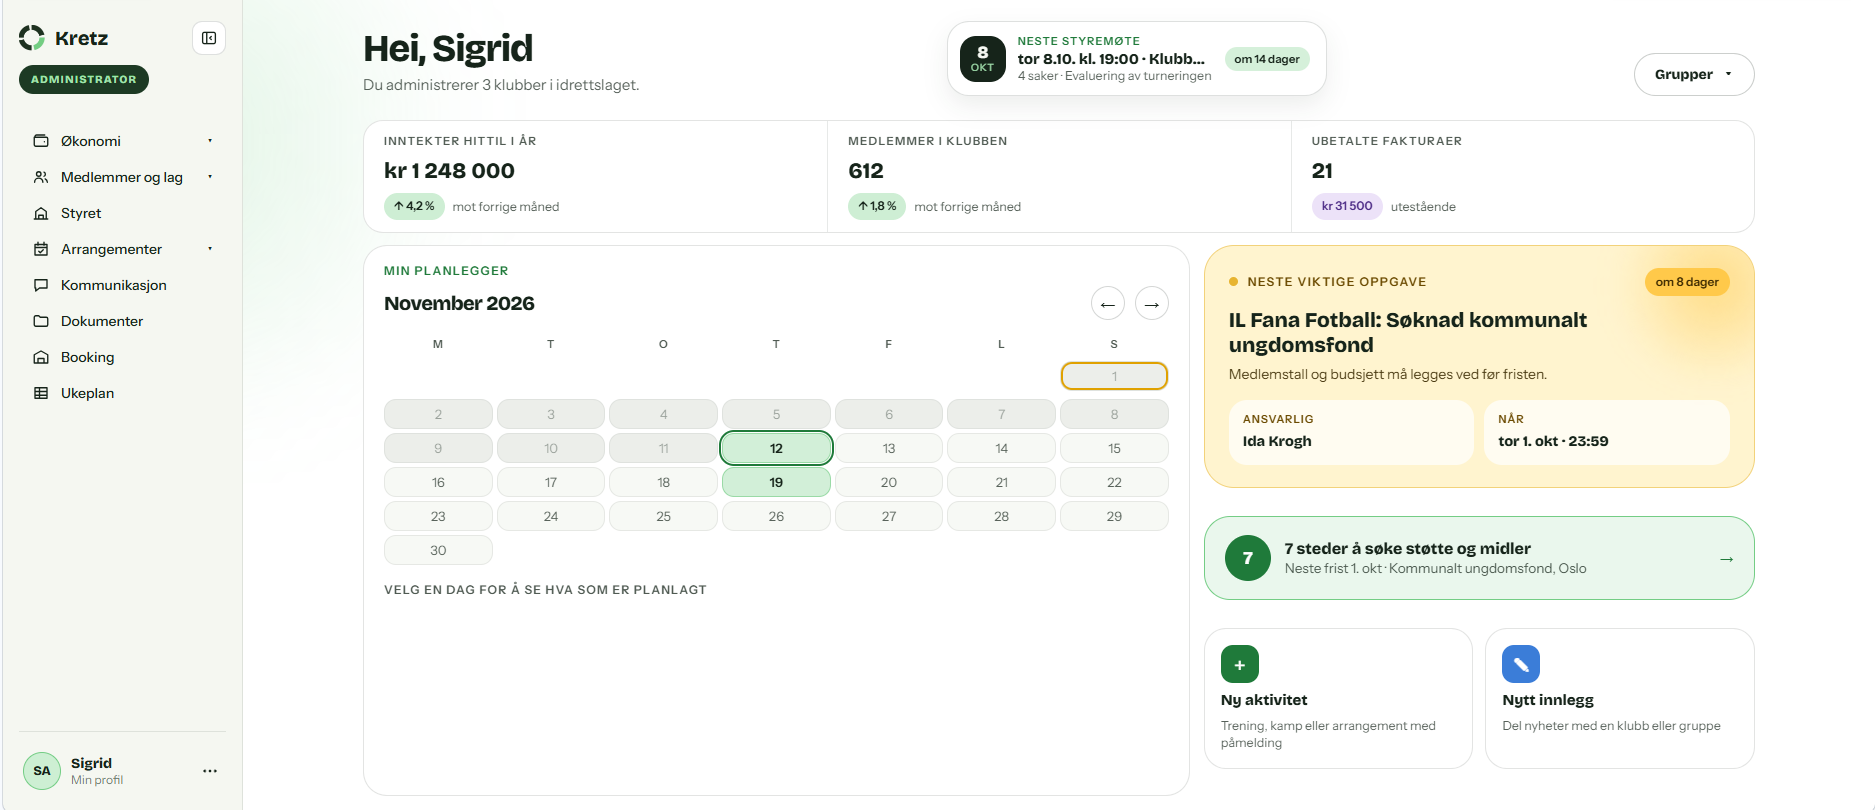 Kretz
ADMINISTRATOR
Økonomi
Medlemmer og lag
Styret
Arrangementer
Kommunikasjon
Dokumenter
Booking
Ukeplan
SA
Sigrid
Min profil
Hei, Sigrid
Du administrerer 3 klubber i idrettslaget.
8
OKT
NESTE STYREMØTE
tor 8.10. kl. 19:00 · Klubb...
4 saker · Evaluering av turneringen
om 14 dager
Grupper
INNTEKTER HITTIL I ÅR
kr 1 248 000
↑ 4,2 % mot forrige måned
MEDLEMMER I KLUBBEN
612
↑ 1,8 % mot forrige måned
UBETALTE FAKTURAER
21
kr 31 500 utestående
MIN PLANLEGGER
November 2026
← →
M T O T F L S
1
2 3 4 5 6 7 8
9 10 11 12 13 14 15
16 17 18 19 20 21 22
23 24 25 26 27 28 29
30
VELG EN DAG FOR Å SE HVA SOM ER PLANLAGT
NESTE VIKTIGE OPPGAVE
om 8 dager
IL Fana Fotball: Søknad kommunalt
ungdomsfond
Medlemstall og budsjett må legges ved før fristen.
ANSVARLIG
Ida Krogh
NÅR
tor 1. okt · 23:59
7
7 steder å søke støtte og midler
Neste frist 1. okt · Kommunalt ungdomsfond, Oslo
→
+
Ny aktivitet
Trening, kamp eller arrangement med
påmelding
Nytt innlegg
Del nyheter med en klubb eller gruppe